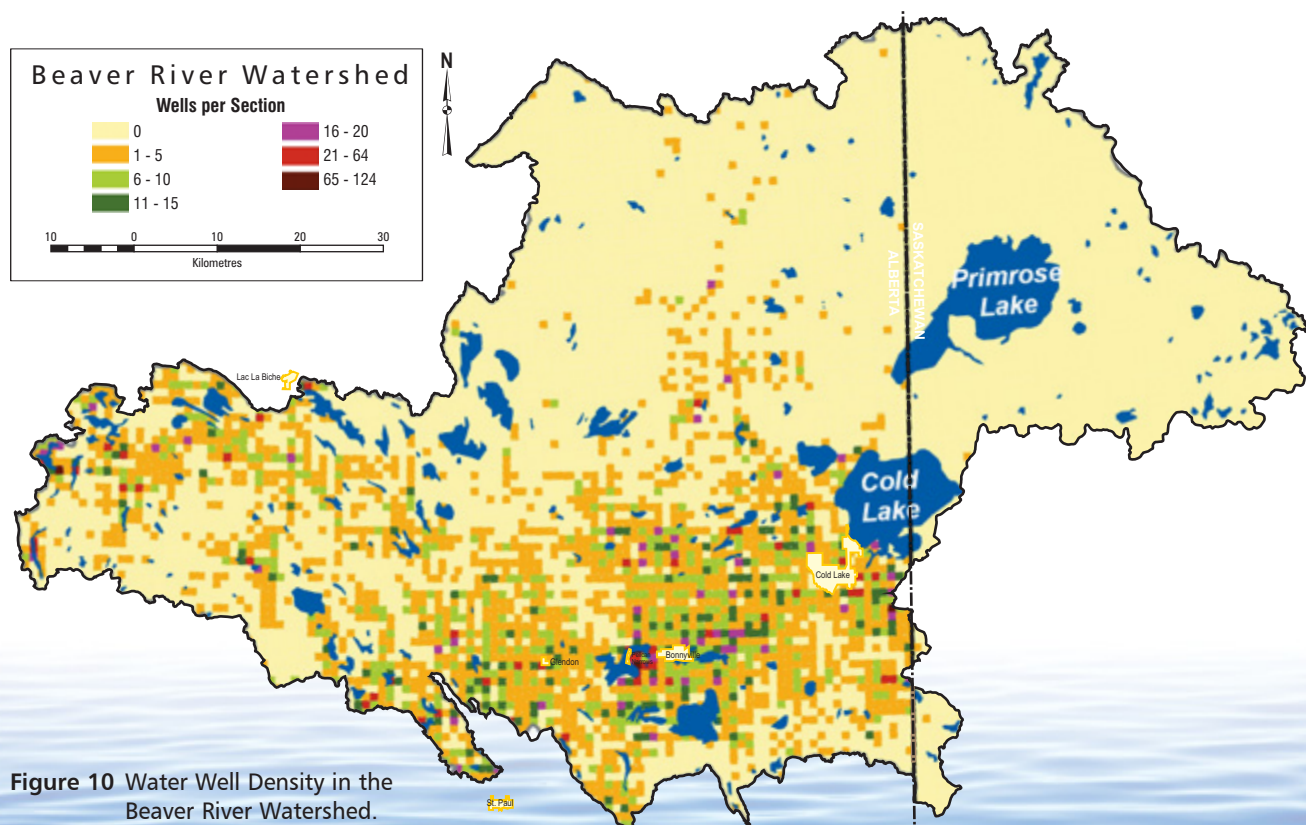 Beaver River Watershed
Wells per Section
0
1 - 5
6 - 10
11 - 15
16 - 20
21 - 64
65 - 124
10 0 10 20 30
Kilometres
N
SASKATCHEWAN
ALBERTA
Primrose
Lake
Lac La Biche
Cold
Lake
Cold Lake
Glendon
Bonnyville
St. Paul
Figure 10 Water Well Density in the
Beaver River Watershed.